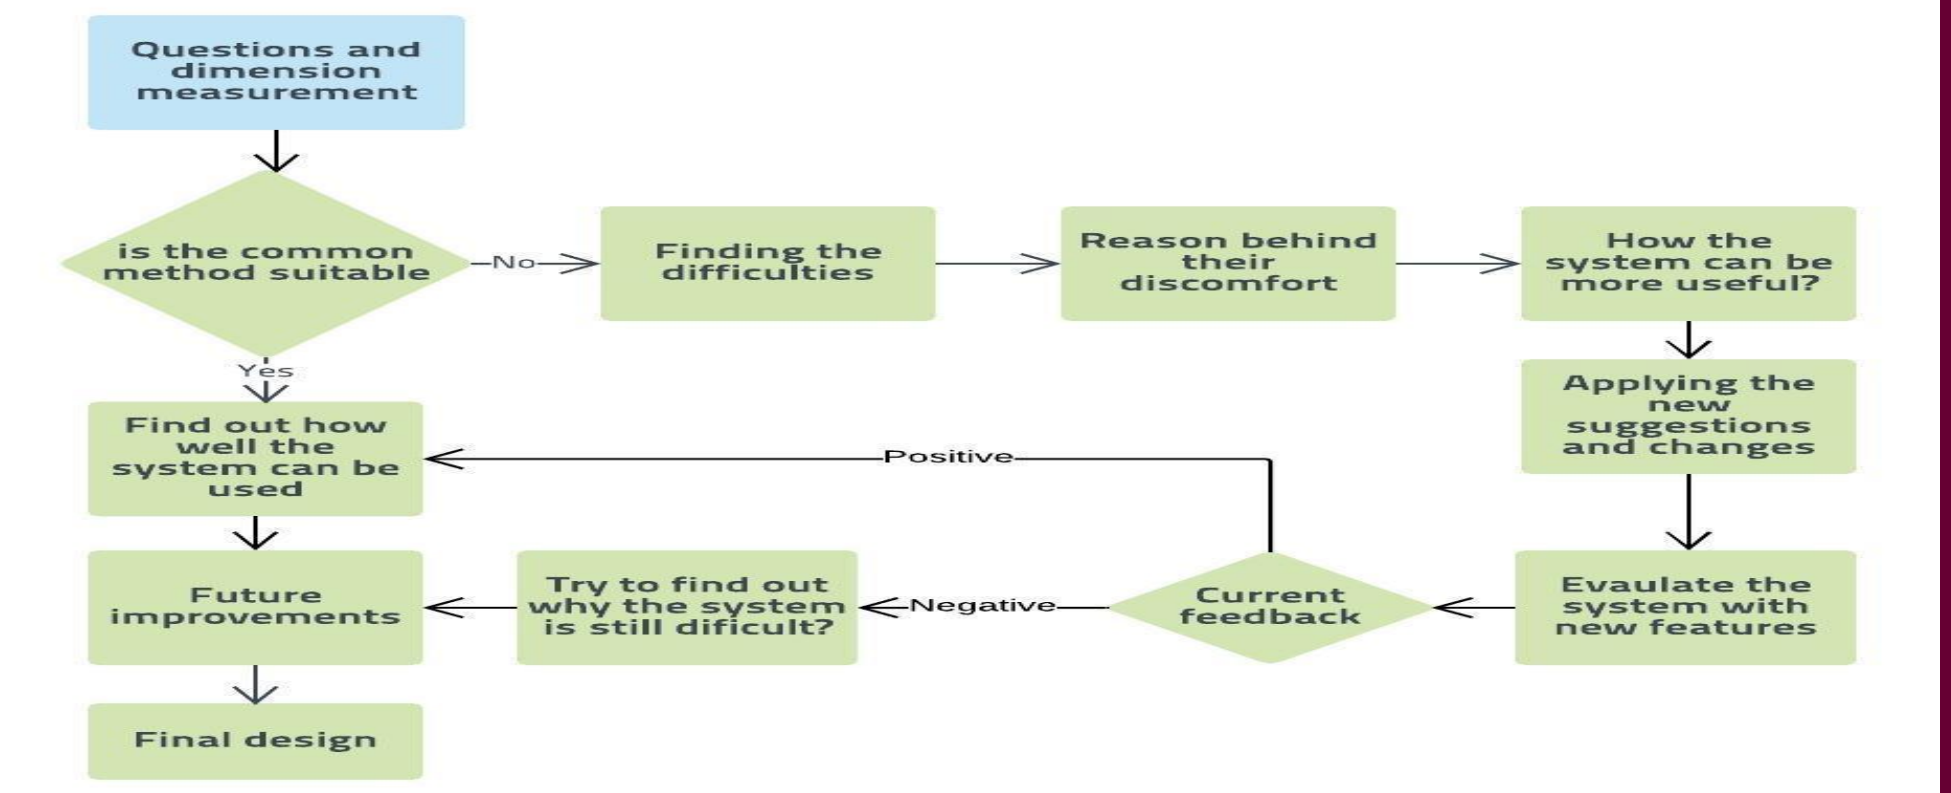 Questions and
dimension
measurement
is the common
method suitable
No
Finding the
difficulties
Reason behind
their
discomfort
How the
system can be
more useful?
Yes
Applying the
new
suggestions
and changes
Find out how
well the
system can be
used
Positive
Future
improvements
Try to find out
why the system
is still dificult?
Negative
Current
feedback
Evaulate the
system with
new features
Final design